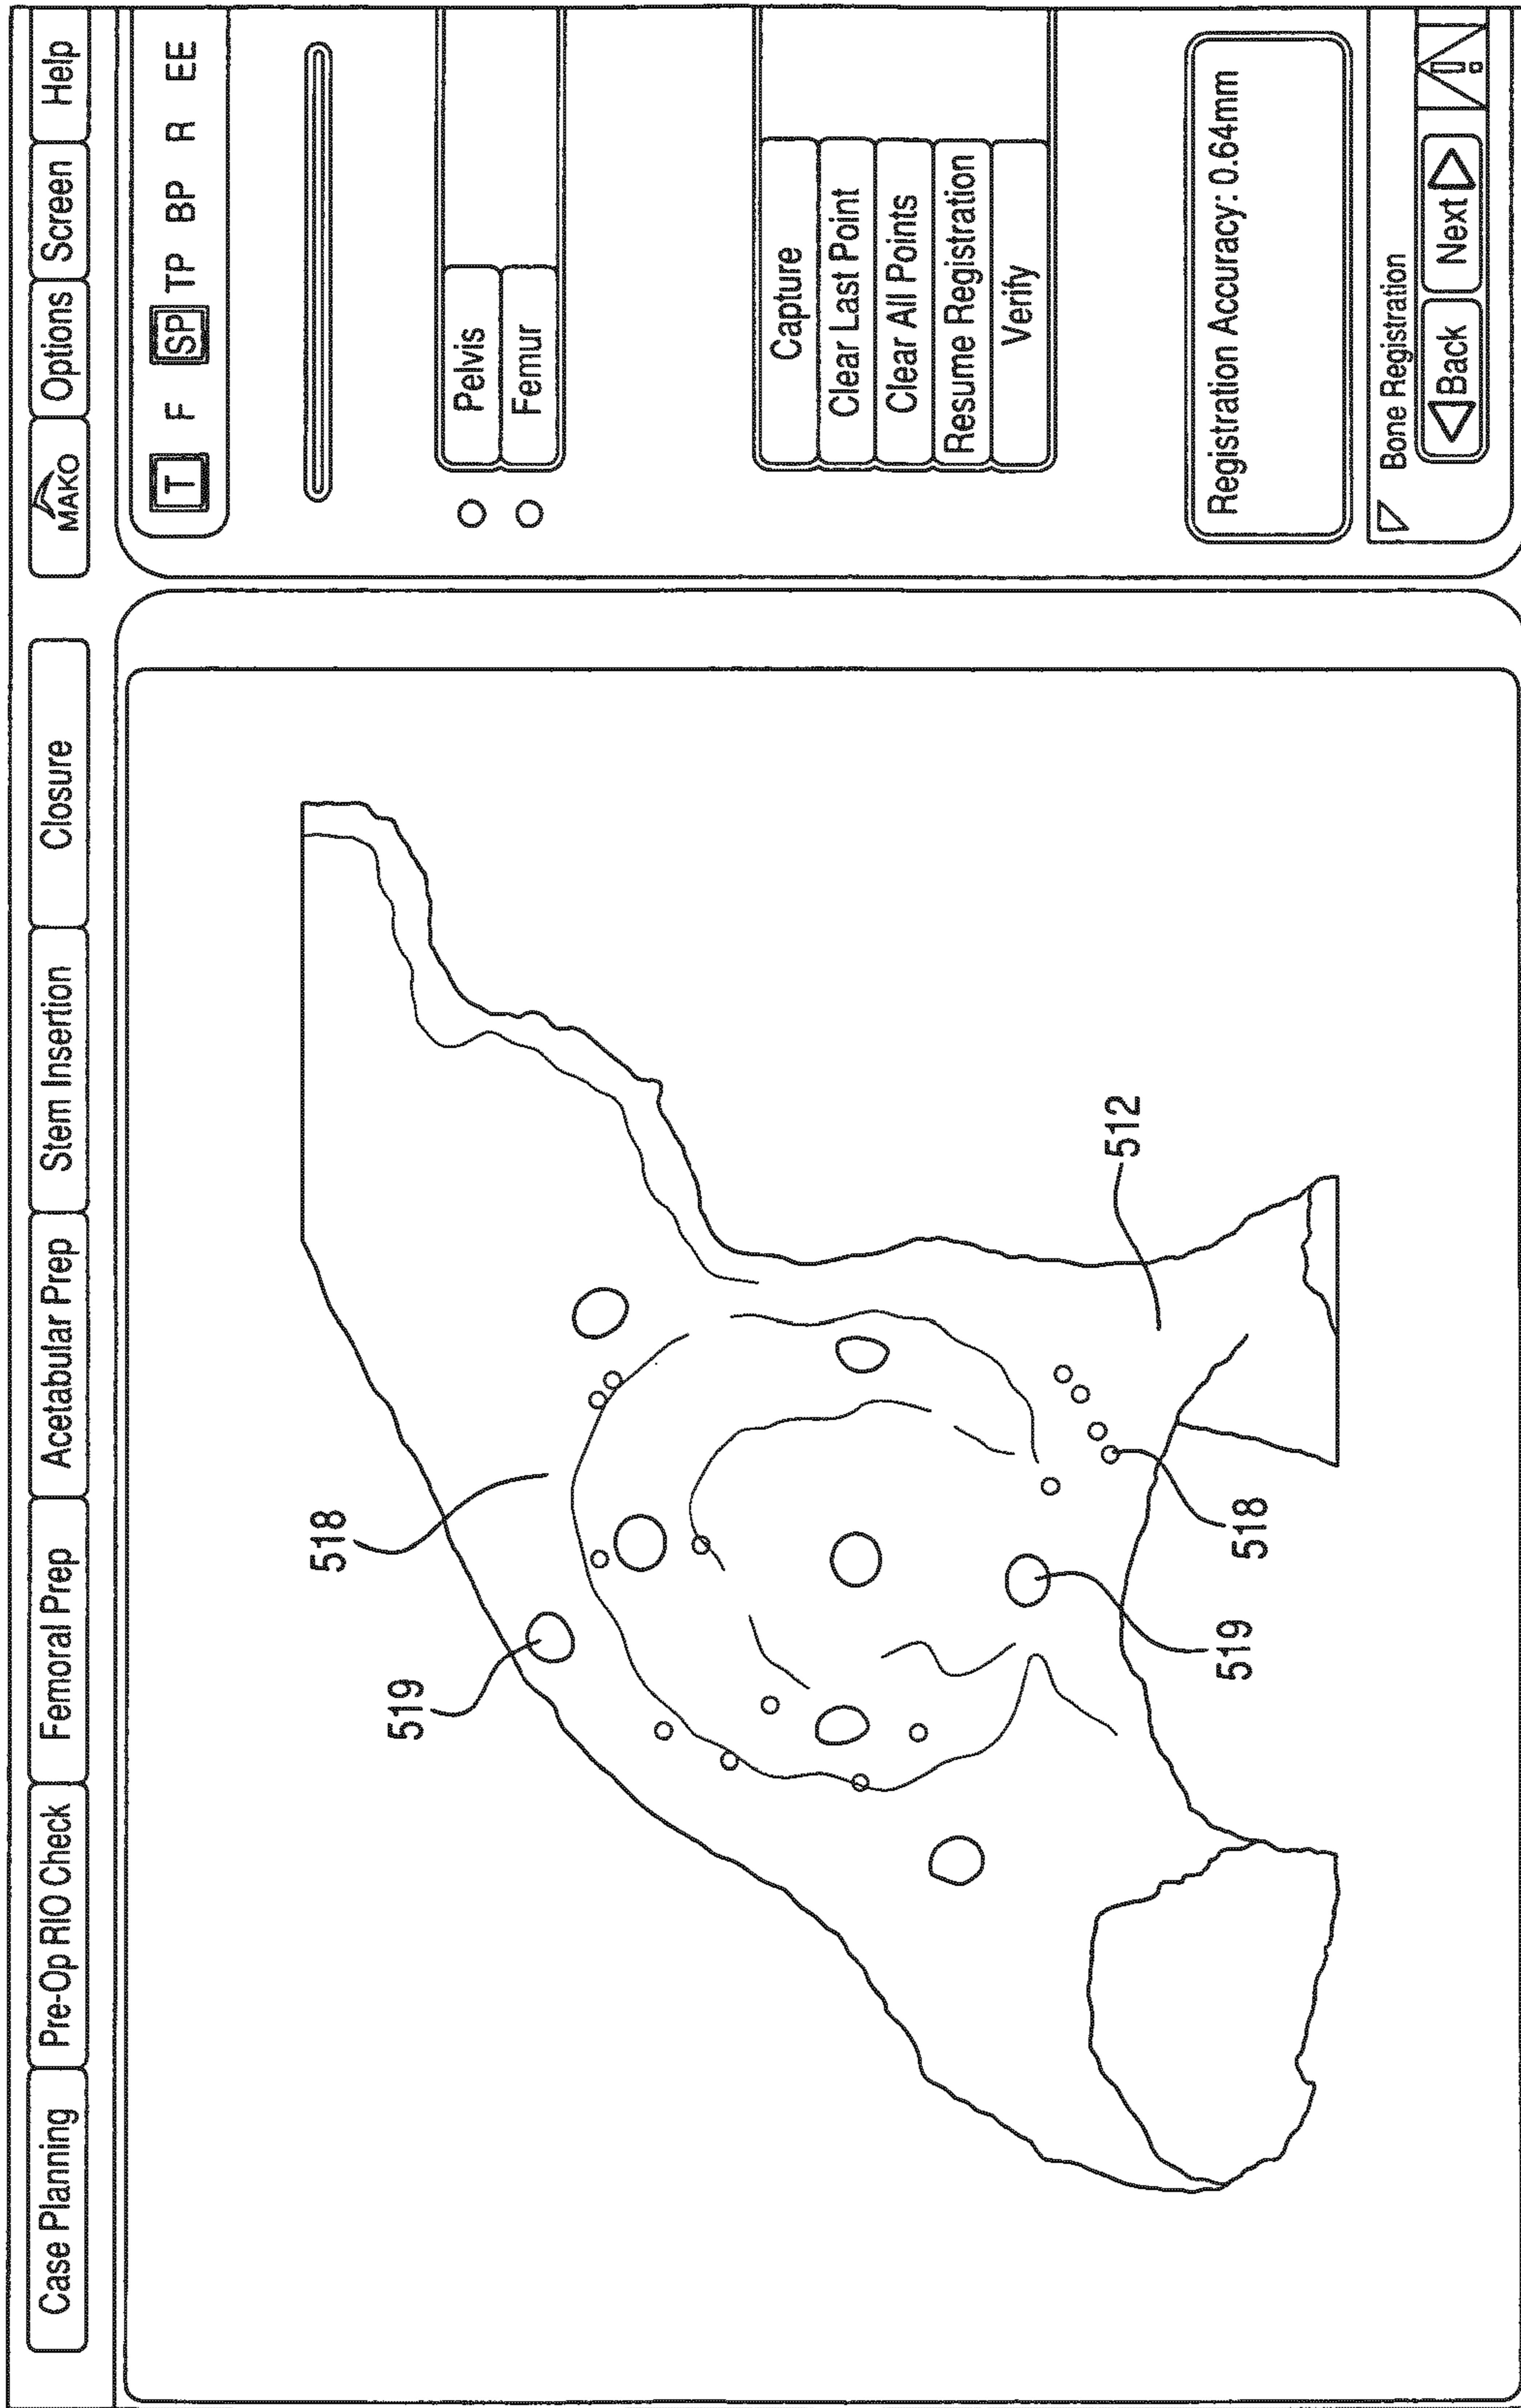 Case Planning Pre-Op RIO Check Femoral Prep Acetabular Prep Stem Insertion Closure MAKO Options Screen Help
T F SP TP BP R EE
Pelvis
Femur
Capture
Clear Last Point
Clear All Points
Resume Registration
Verify
Registration Accuracy: 0.64mm
Bone Registration
Back Next !
518
519
512
518
519